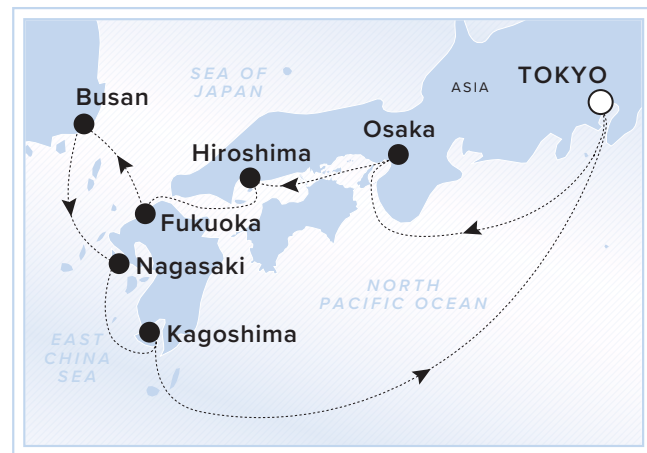 SEA OF
JAPAN
ASIA
TOKYO
Busan
Osaka
Hiroshima
Fukuoka
Nagasaki
NORTH
PACIFIC OCEAN
Kagoshima
EAST
CHINA
SEA